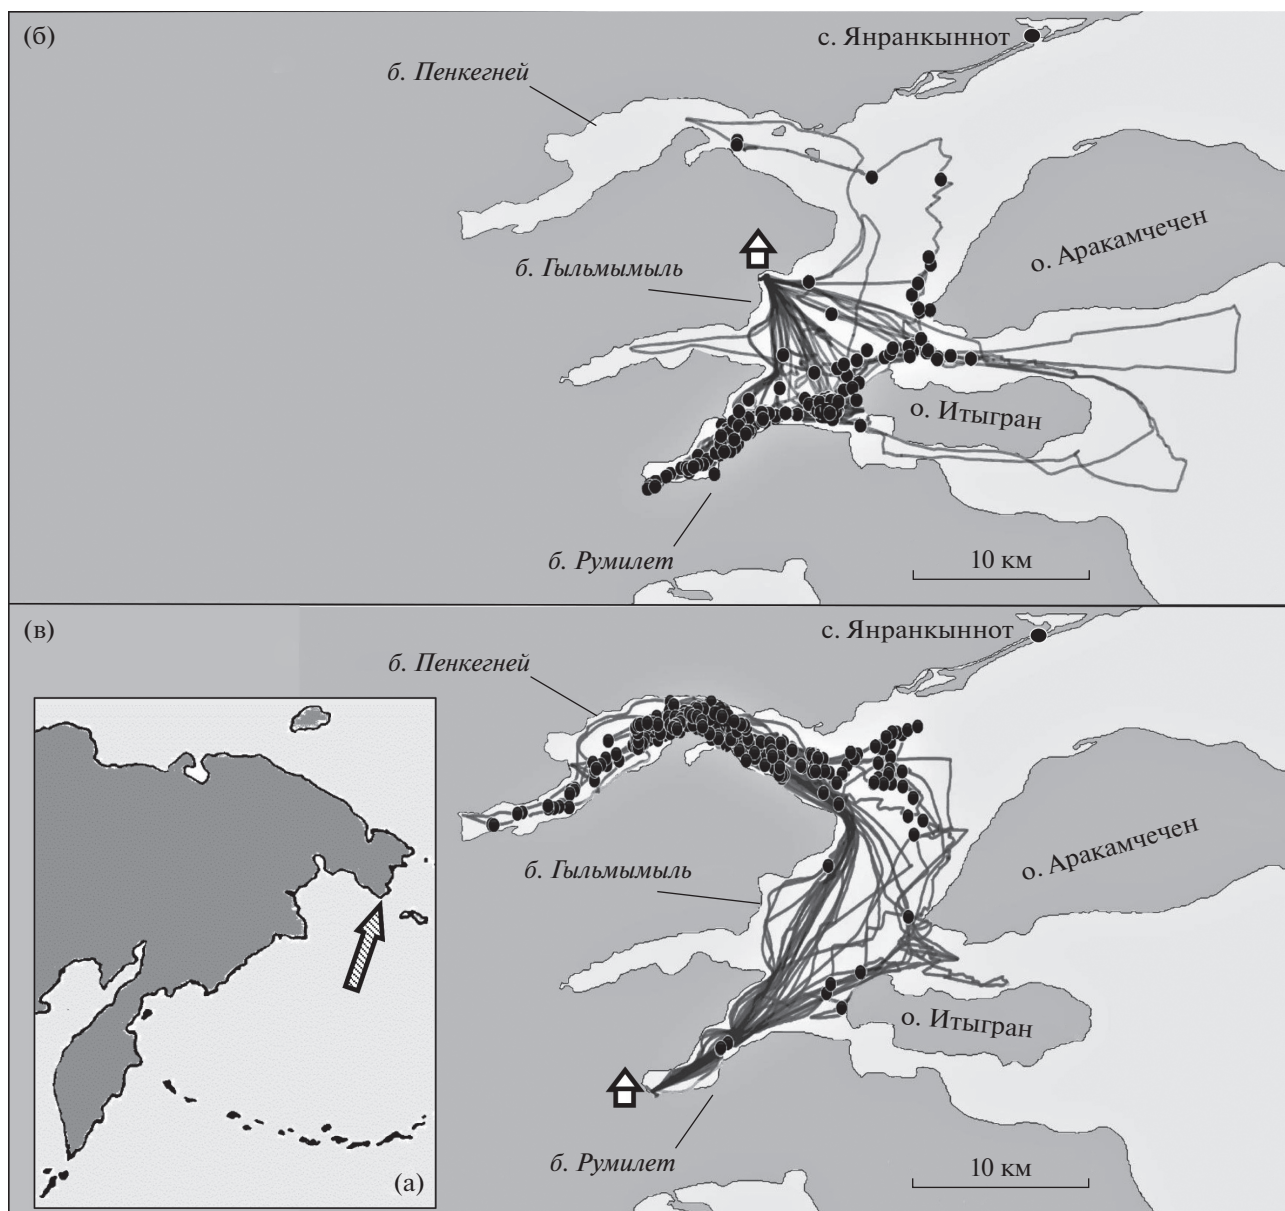 (б)
с. Янранкыннот
б. Пенкегней
о. Аракамчечен
б. Гыльмымыль
о. Итыгран
б. Румилет
10 км
(в)
с. Янранкыннот
б. Пенкегней
о. Аракамчечен
б. Гыльмымыль
о. Итыгран
б. Румилет
10 км
(а)